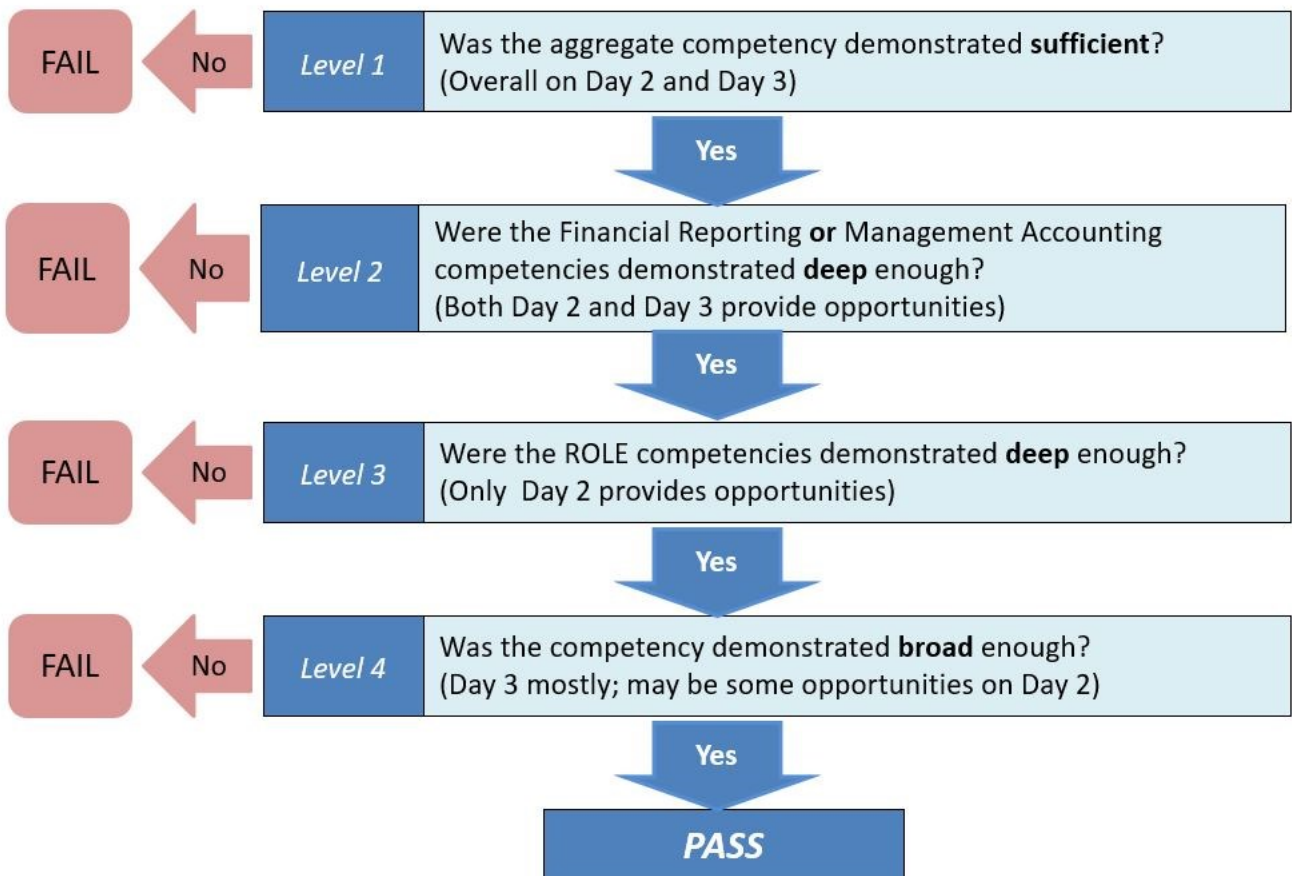 FAIL
No
Level 1
Was the aggregate competency demonstrated sufficient?
(Overall on Day 2 and Day 3)
Yes
FAIL
No
Level 2
Were the Financial Reporting or Management Accounting
competencies demonstrated deep enough?
(Both Day 2 and Day 3 provide opportunities)
Yes
FAIL
No
Level 3
Were the ROLE competencies demonstrated deep enough?
(Only Day 2 provides opportunities)
Yes
FAIL
No
Level 4
Was the competency demonstrated broad enough?
(Day 3 mostly; may be some opportunities on Day 2)
Yes
PASS